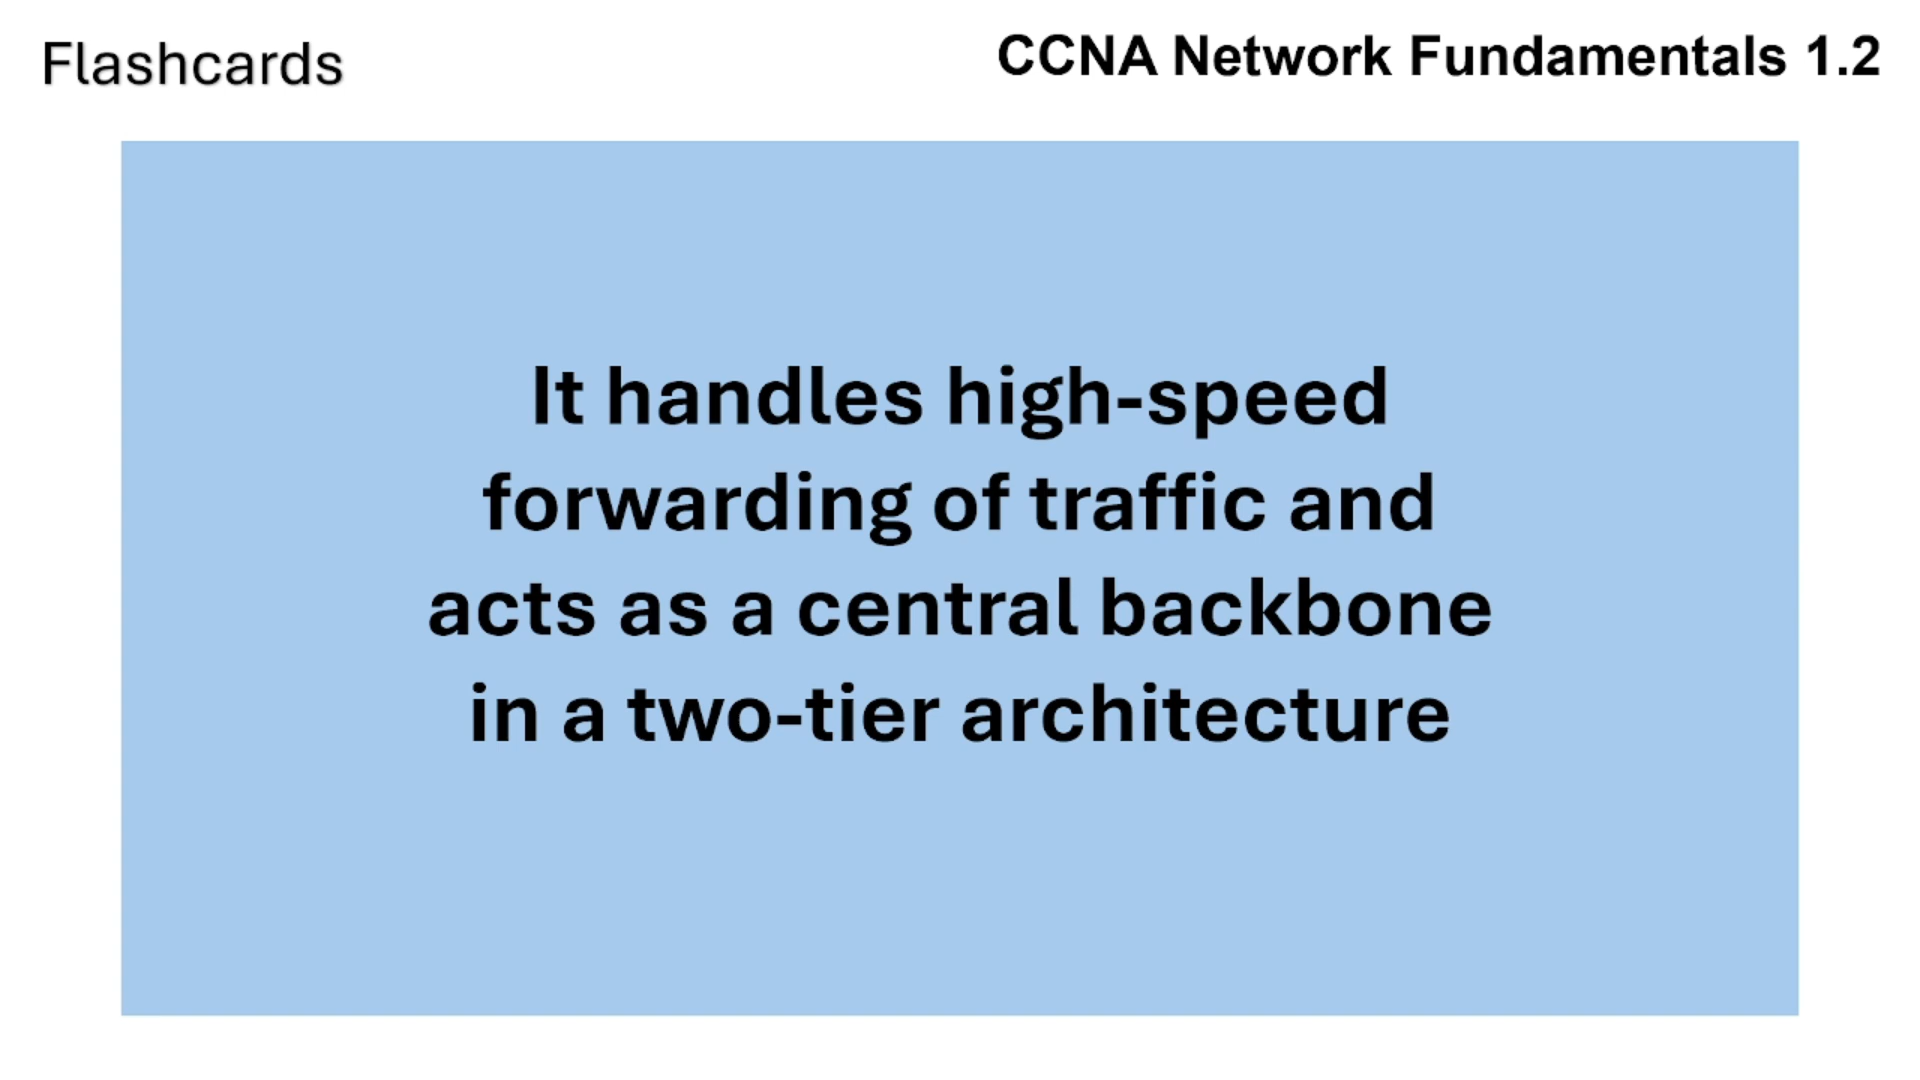 Flashcards
CCNA Network Fundamentals 1.2
It handles high-speed
forwarding of traffic and
acts as a central backbone
in a two-tier architecture